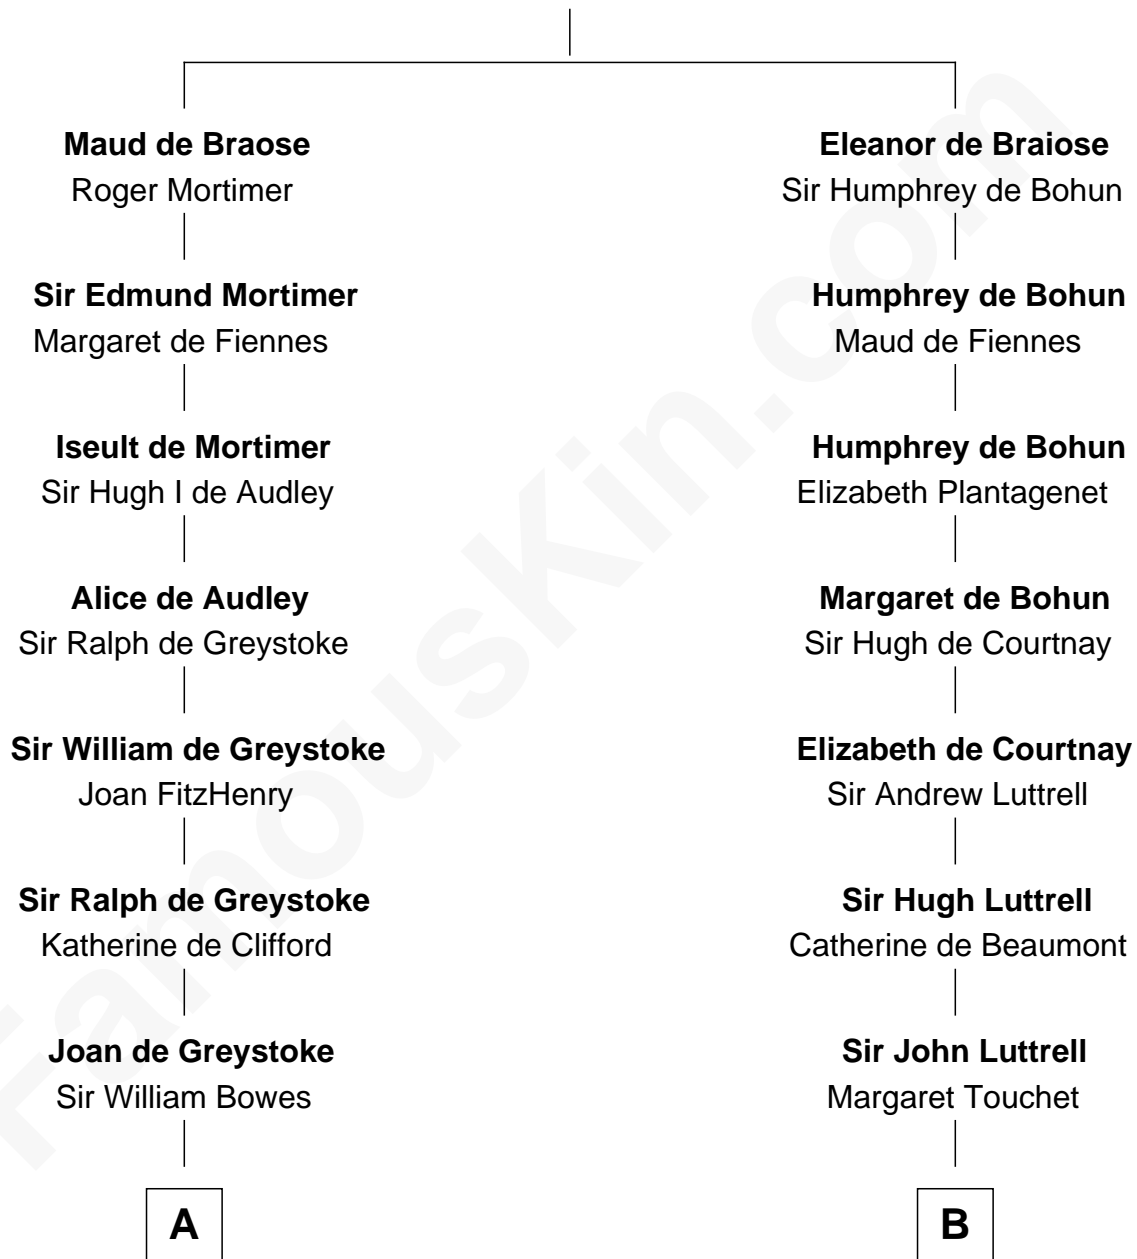 Maud de Braose
Roger Mortimer
Sir Edmund Mortimer
Margaret de Fiennes
Iseult de Mortimer
Sir Hugh I de Audley
Alice de Audley
Sir Ralph de Greystoke
Sir William de Greystoke
Joan FitzHenry
Sir Ralph de Greystoke
Katherine de Clifford
Joan de Greystoke
Sir William Bowes
A
Eleanor de Braiose
Sir Humphrey de Bohun
Humphrey de Bohun
Maud de Fiennes
Humphrey de Bohun
Elizabeth Plantagenet
Margaret de Bohun
Sir Hugh de Courtnay
Elizabeth de Courtnay
Sir Andrew Luttrell
Sir Hugh Luttrell
Catherine de Beaumont
Sir John Luttrell
Margaret Touchet
B
FamousKin.com